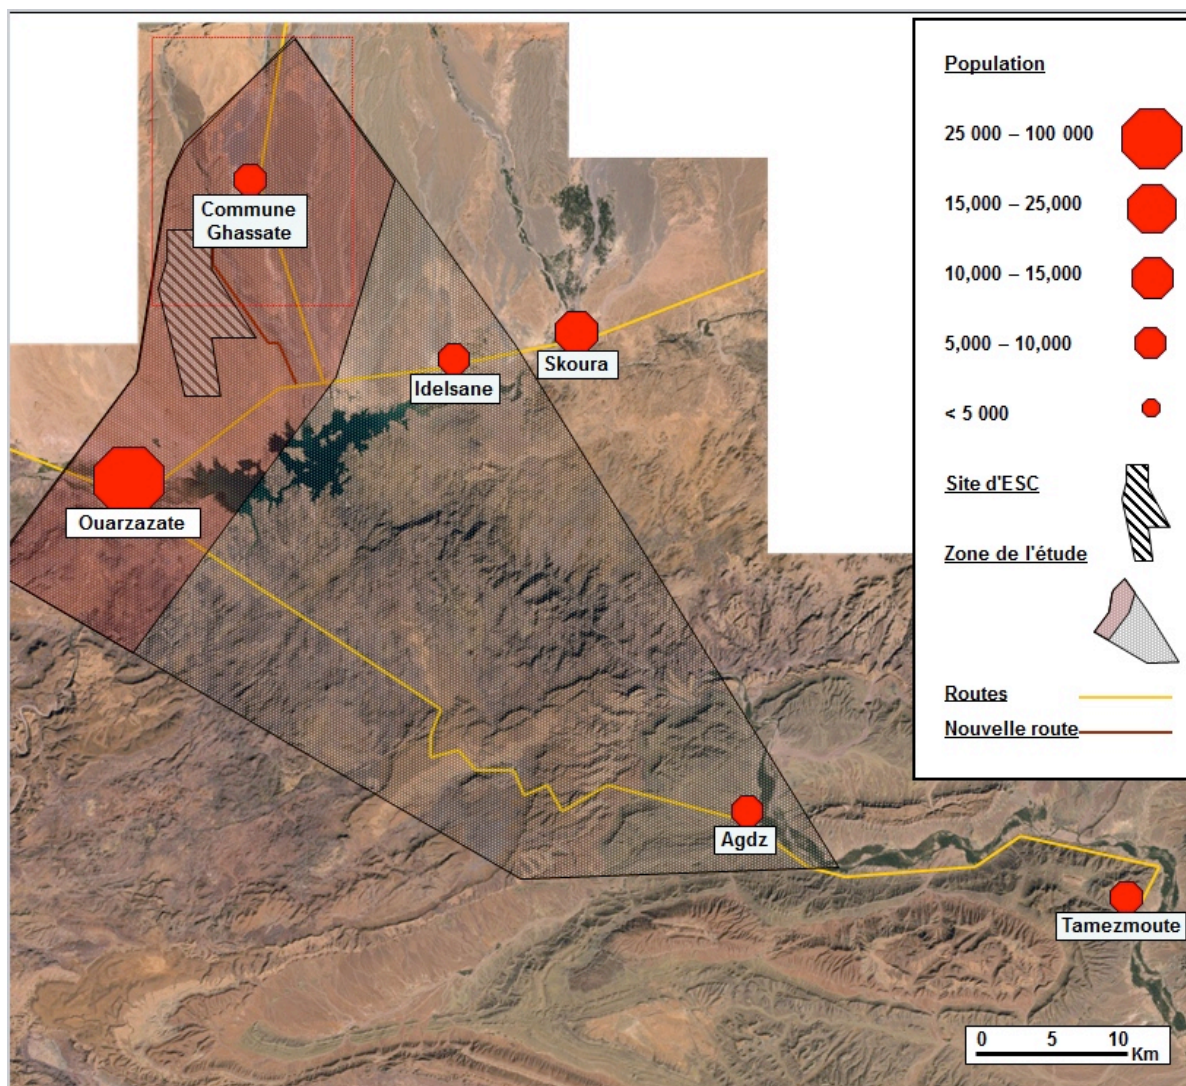 Population
25 000 – 100 000
15,000 – 25,000
10,000 – 15,000
5,000 – 10,000
< 5 000
Site d'ESC
Zone de l'étude
Routes
Nouvelle route
Commune
Ghassate
Skoura
Idelsane
Ouarzazate
Agdz
Tamezmoute
0 5 10
Km